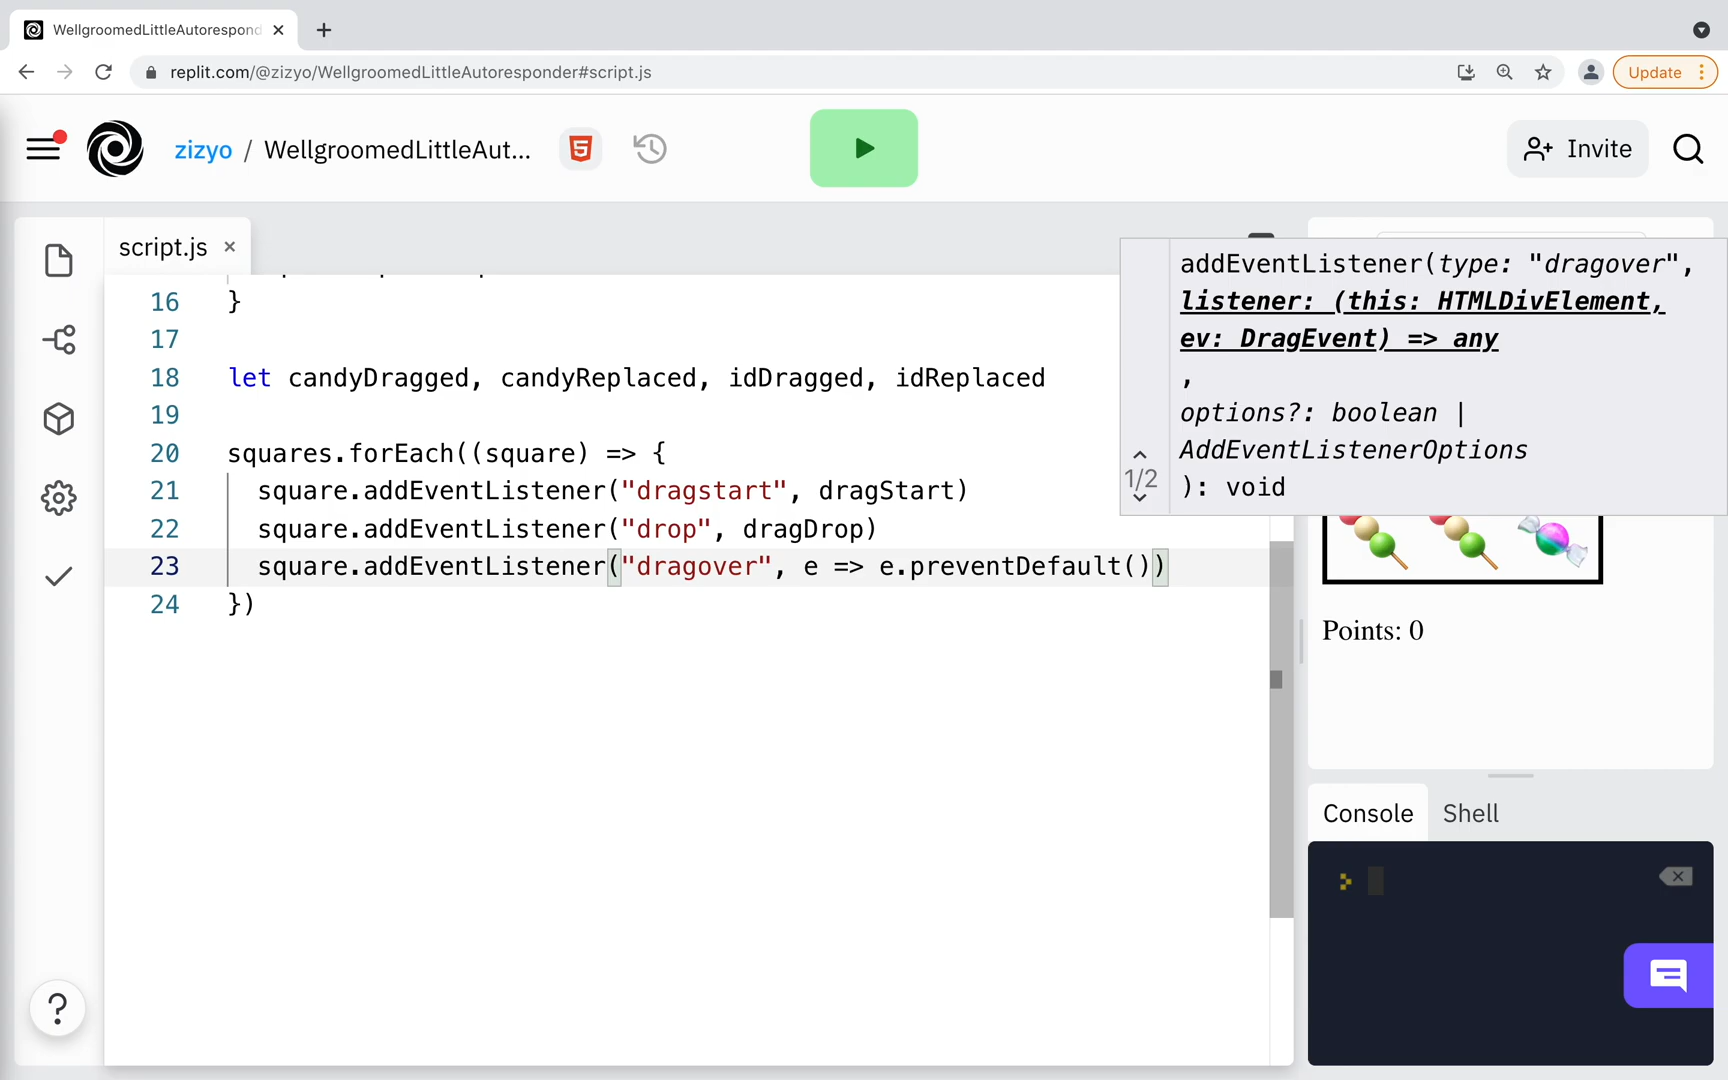 WellgroomedLittleAutorespond
replit.com/@zizyo/WellgroomedLittleAutoresponder#script.js
Update
zizyo / WellgroomedLittleAut...
5
Invite
script.js
16 }
17
18 let candyDragged, candyReplaced, idDragged, idReplaced
19
20 squares.forEach((square) => {
21 square.addEventListener("dragstart", dragStart)
22 square.addEventListener("drop", dragDrop)
23 square.addEventListener("dragover", e => e.preventDefault())
24 })
addEventListener(type: "dragover",
listener: (this: HTMLDivElement,
ev: DragEvent) => any
,
options?: boolean |
AddEventListenerOptions
): void
1/2
Points: 0
Console Shell
?